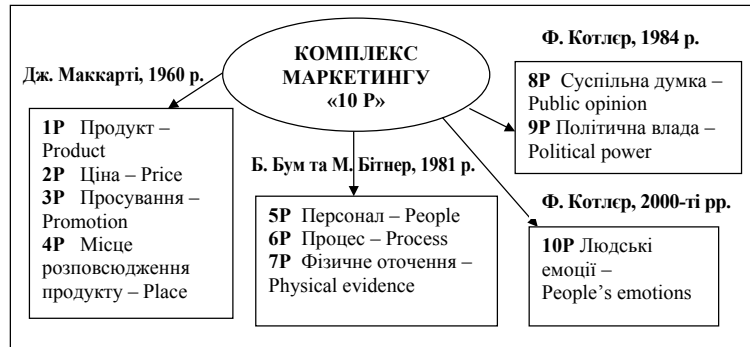 КОМПЛЕКС
МАРКЕТИНГУ
«10 Р»
Дж. Маккарті, 1960 р.
1Р Продукт –
Product
2Р Ціна – Price
3Р Просування –
Promotion
4Р Місце
розповсюдження
продукту – Place
Б. Бум та М. Бітнер, 1981 р.
5Р Персонал – People
6Р Процес – Process
7Р Фізичне оточення –
Physical evidence
Ф. Котлєр, 1984 р.
8Р Суспільна думка –
Public opinion
9Р Політична влада –
Political power
Ф. Котлєр, 2000-ті рр.
10Р Людські
емоції –
People’s emotions